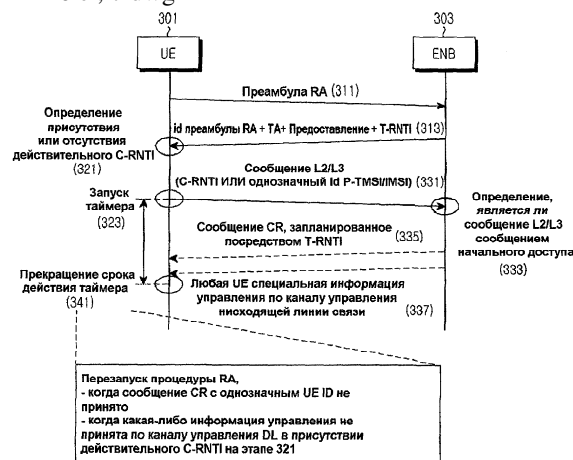 301
303
UE
ENB
Преамбула RA (311)
Определение
присутствия
или отсутствия
действительного C-RNTI
(321)
id преамбулы RA + TA+ Предоставление + T-RNTI (313)
Сообщение L2/L3
(C-RNTI ИЛИ однозначный Id P-TMSI/IMSI) (331)
Запуск
таймера
(323)
Определение,
является ли
сообщение L2/L3
сообщением
начального доступа
(333)
Сообщение CR, запланированное
посредством T-RNTI
(335)
Прекращение срока
действия таймера
(341)
Любая UE специальная информация
управления по каналу управления
нисходящей линии связи
(337)
Перезапуск процедуры RA,
- когда сообщение CR с однозначным UE ID не
принято
- когда какая-либо информация управления не
принята по каналу управления DL в присутствии
действительного C-RNTI на этапе 321